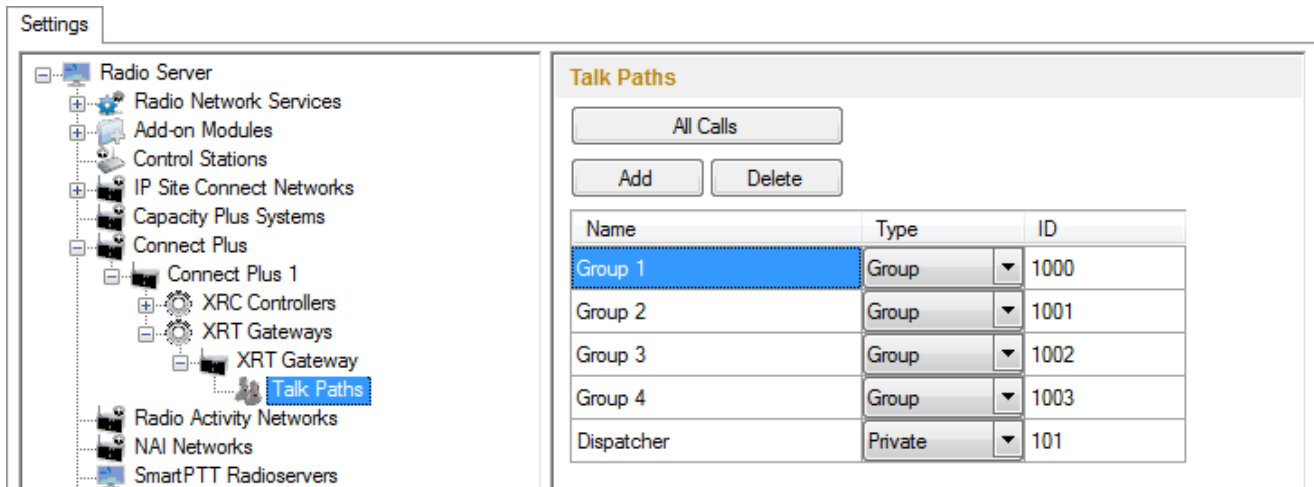 Settings
Radio Server
Radio Network Services
Add-on Modules
Control Stations
IP Site Connect Networks
Capacity Plus Systems
Connect Plus
Connect Plus 1
XRC Controllers
XRT Gateways
XRT Gateway
Talk Paths
Radio Activity Networks
NAI Networks
SmartPTT Radioservers
Talk Paths
All Calls
Add Delete
Name Type ID
Group 1 Group 1000
Group 2 Group 1001
Group 3 Group 1002
Group 4 Group 1003
Dispatcher Private 101